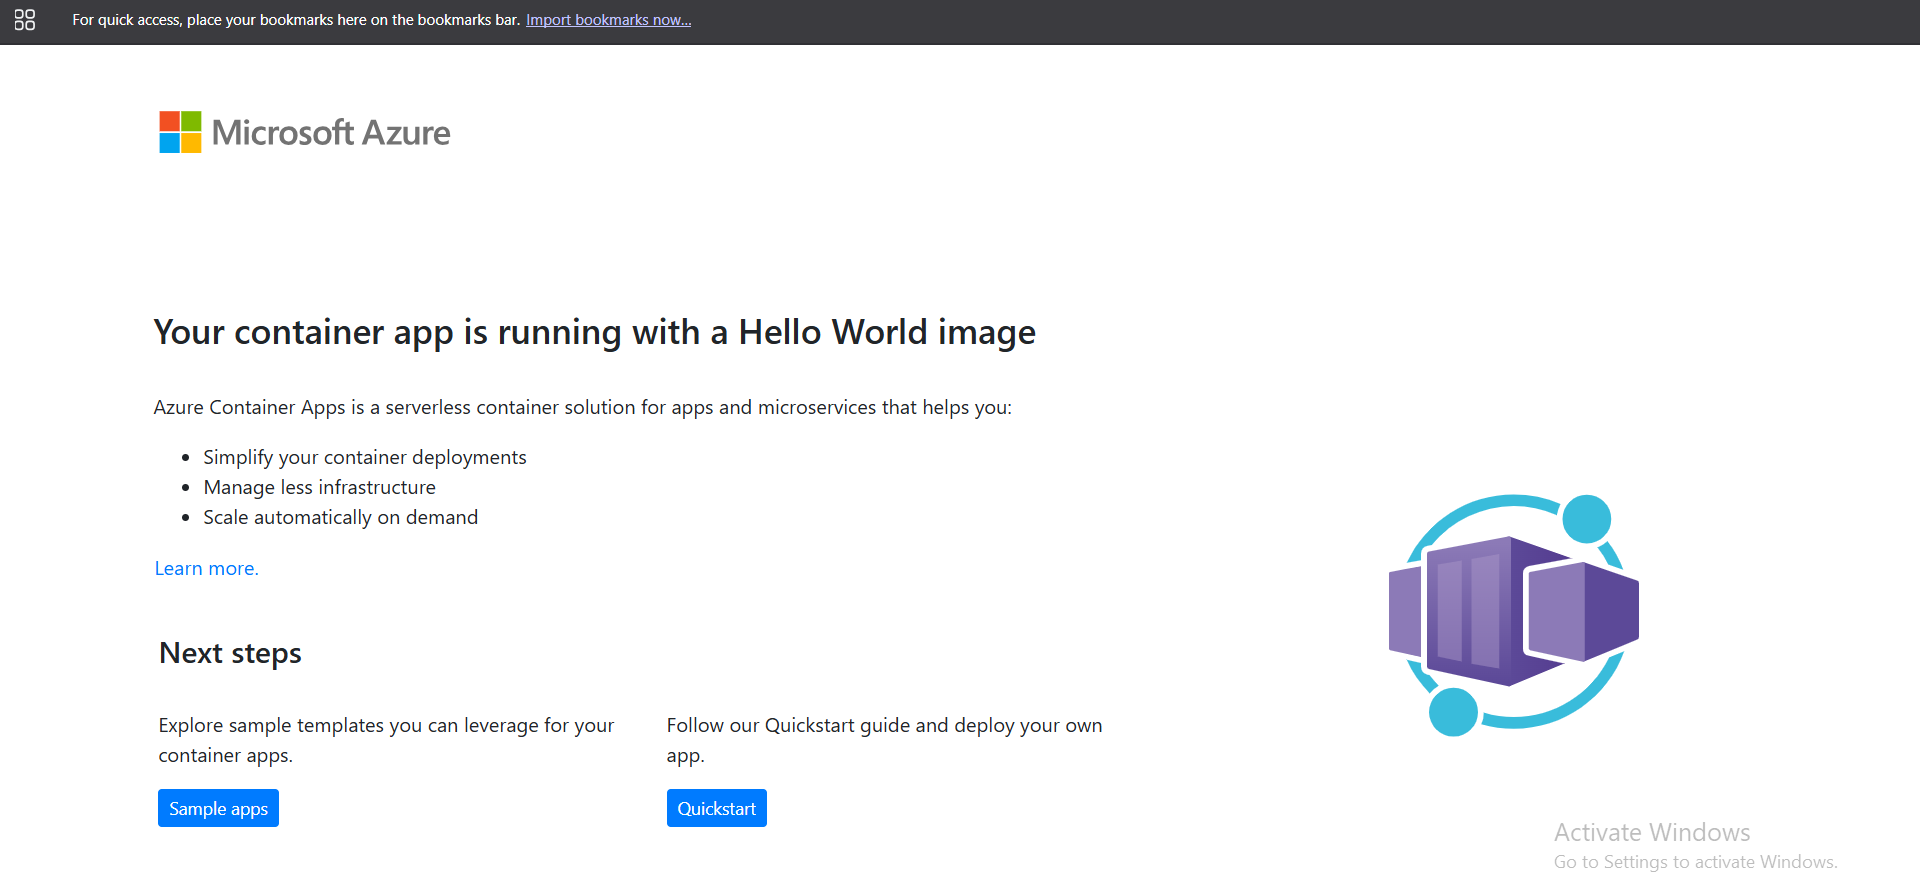 For quick access, place your bookmarks here on the bookmarks bar. Import bookmarks now...
Microsoft Azure
Your container app is running with a Hello World image
Azure Container Apps is a serverless container solution for apps and microservices that helps you:
Simplify your container deployments
Manage less infrastructure
Scale automatically on demand
Learn more.
Next steps
Explore sample templates you can leverage for your
container apps.
Sample apps
Follow our Quickstart guide and deploy your own
app.
Quickstart
Activate Windows
Go to Settings to activate Windows.